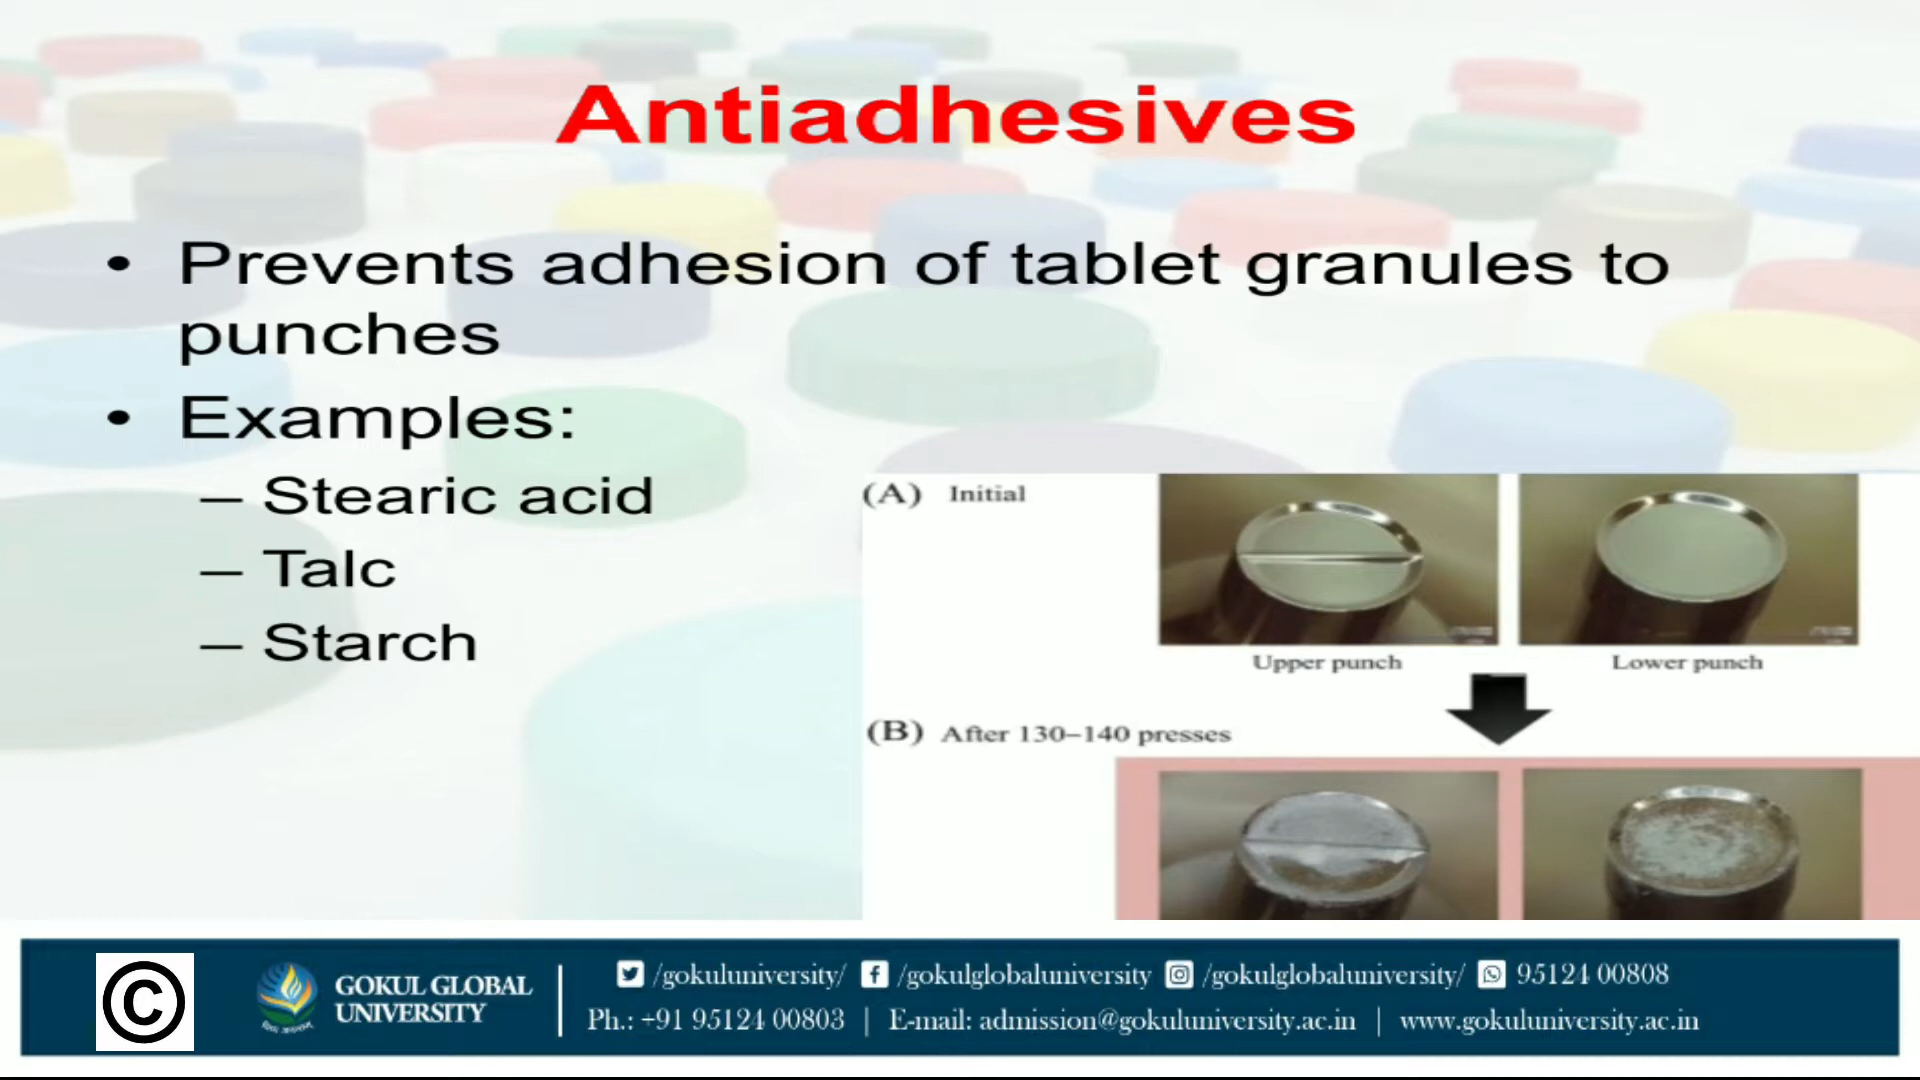 Antiadhesives
• Prevents adhesion of tablet granules to
punches
• Examples:
– Stearic acid
– Talc
– Starch
(A) Initial
Upper punch
Lower punch
(B) After 130–140 presses
©
GOKUL GLOBAL
UNIVERSITY
/gokuluniversity/ /gokulglobaluniversity /gokulglobaluniversity/ 95124 00808
Ph.: +91 95124 00803 | E-mail: admission@gokuluniversity.ac.in | www.gokuluniversity.ac.in